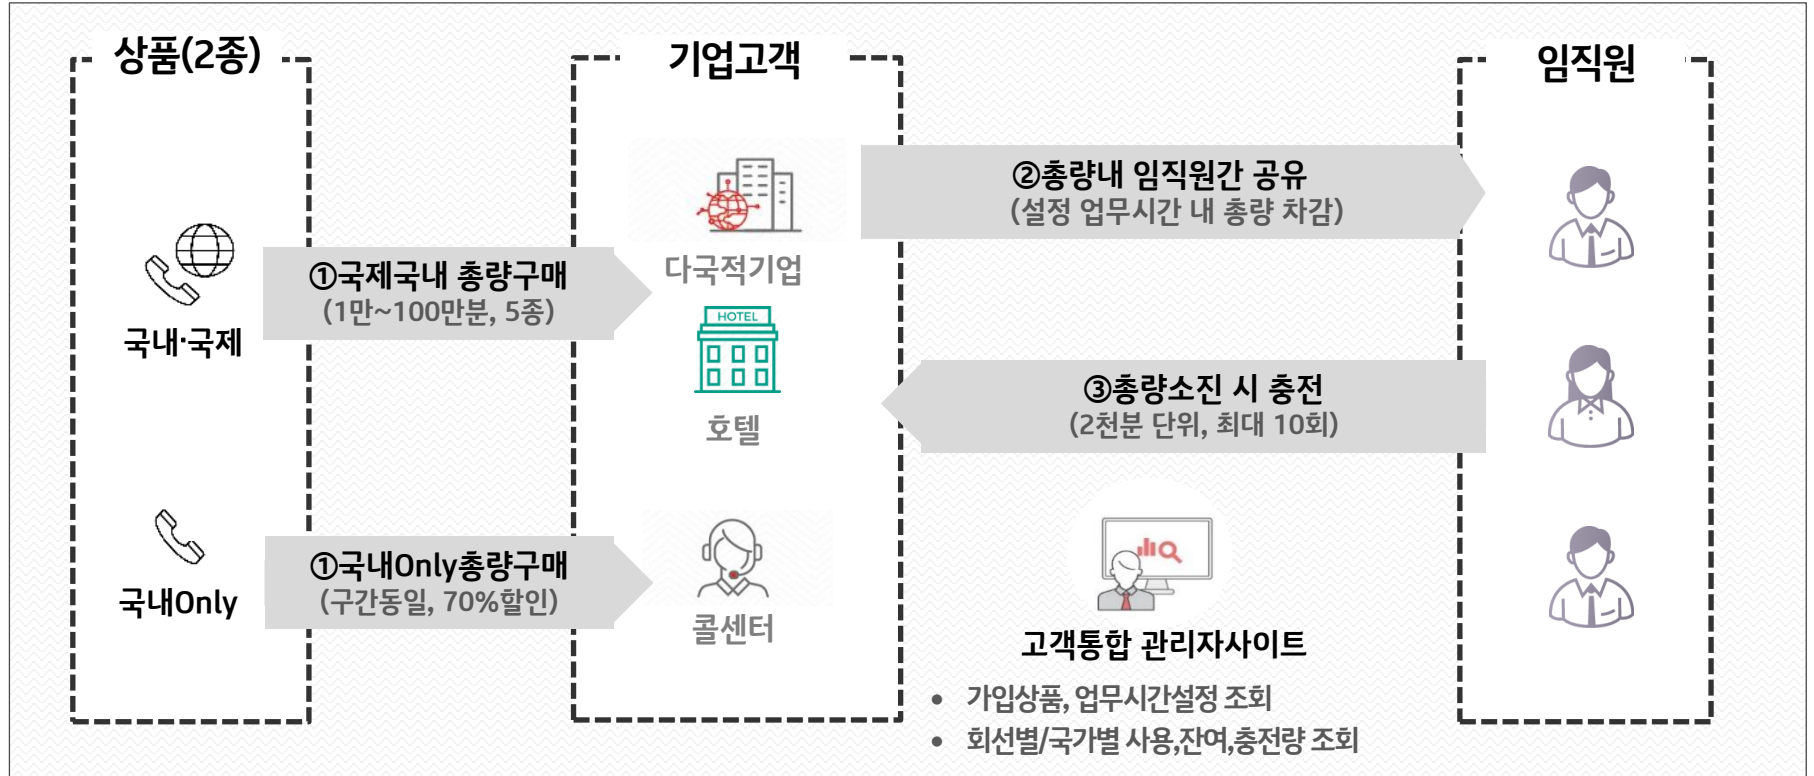 상품(2종)
기업고객
임직원
국내·국제
국내Only
①국제국내 총량구매
(1만~100만분, 5종)
①국내Only총량구매
(구간동일, 70%할인)
다국적기업
HOTEL
호텔
콜센터
②총량내 임직원간 공유
(설정 업무시간 내 총량 차감)
③총량소진 시 충전
(2천분 단위, 최대 10회)
고객통합 관리자사이트
• 가입상품, 업무시간설정 조회
• 회선별/국가별 사용,잔여,충전량 조회